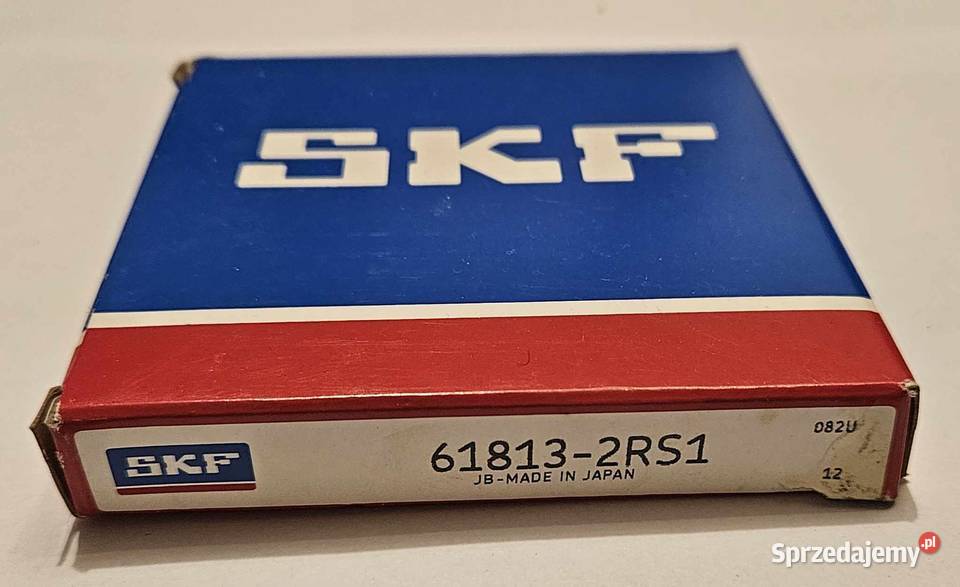 SKF
SKF
61813-2RS1
JB-MADE IN JAPAN
082U
12
Sprzedajemy.pl